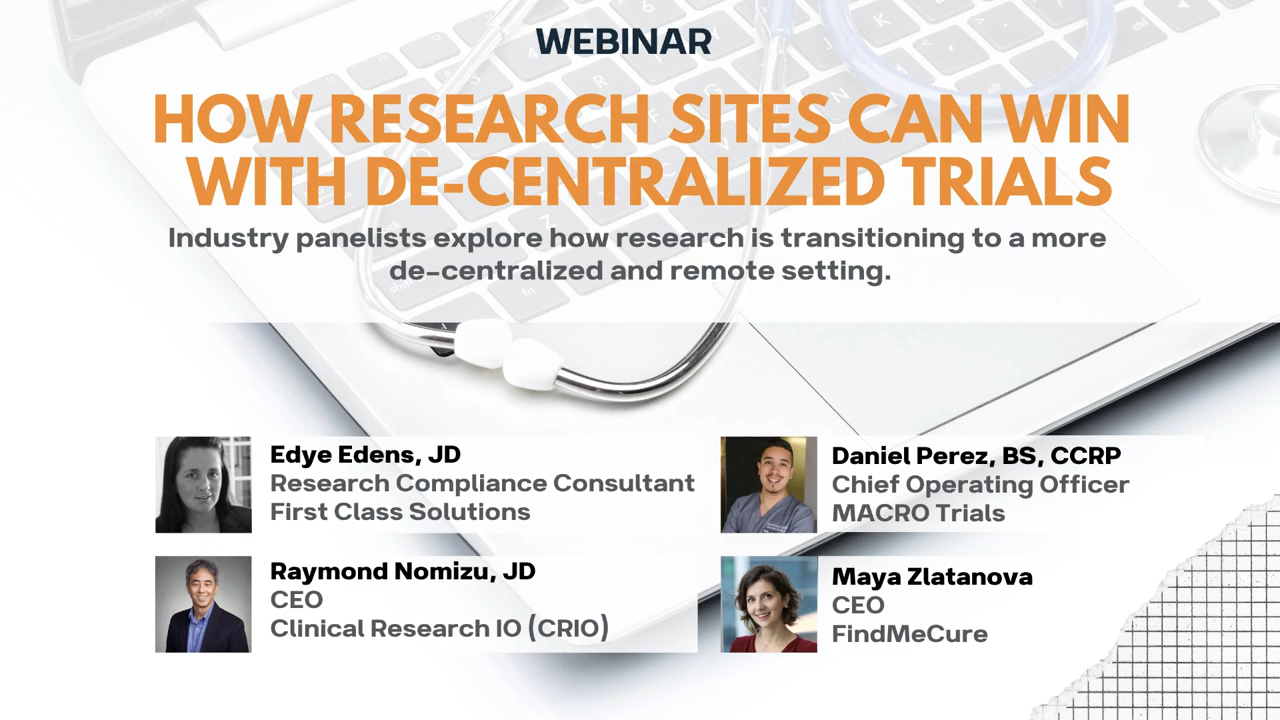 WEBINAR
HOW RESEARCH SITES CAN WIN
WITH DE-CENTRALIZED TRIALS
Industry panelists explore how research is transitioning to a more
de-centralized and remote setting.
Edye Edens, JD
Research Compliance Consultant
First Class Solutions
Daniel Perez, BS, CCRP
Chief Operating Officer
MACRO Trials
Raymond Nomizu, JD
CEO
Clinical Research IO (CRIO)
Maya Zlatanova
CEO
FindMeCure